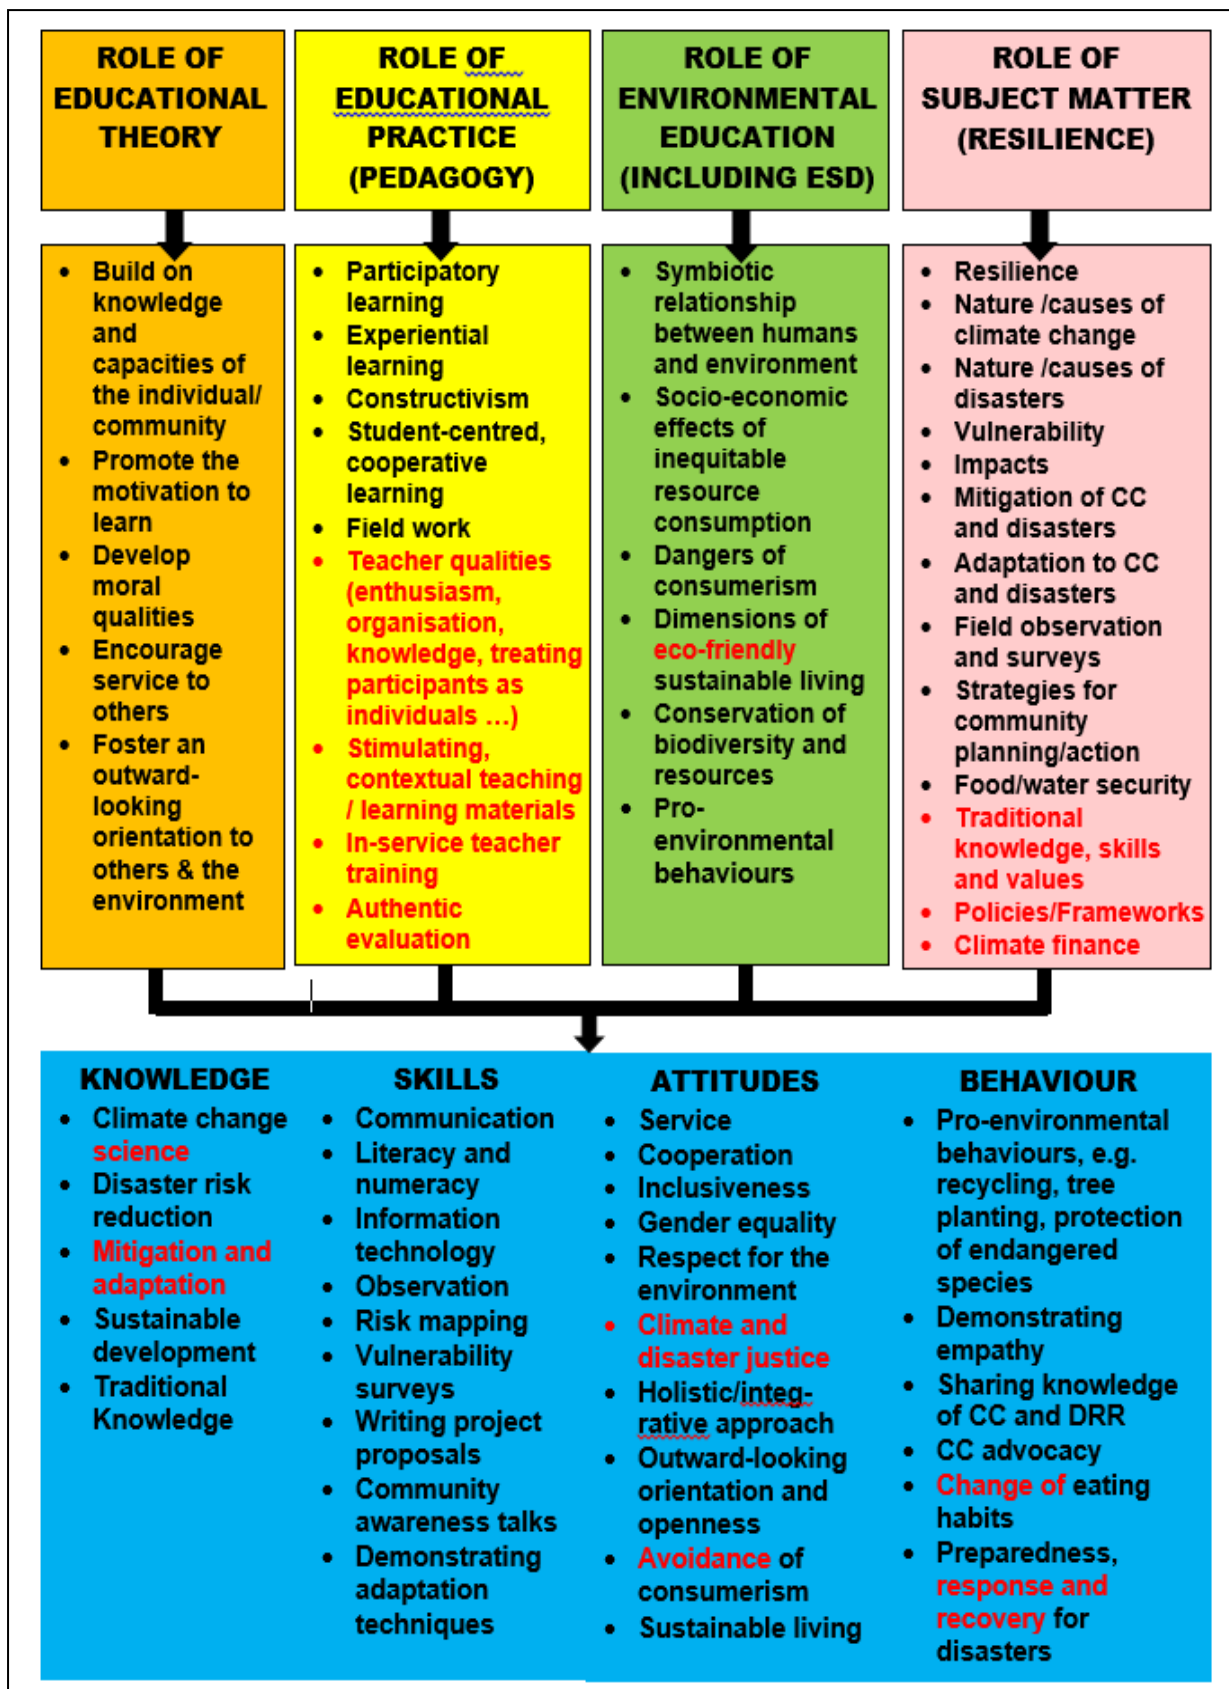 ROLE OF
EDUCATIONAL
THEORY
ROLE OF
EDUCATIONAL
PRACTICE
(PEDAGOGY)
ROLE OF
ENVIRONMENTAL
EDUCATION
(INCLUDING ESD)
ROLE OF
SUBJECT MATTER
(RESILIENCE)
• Build on
knowledge
and
capacities of
the individual/
community
• Promote the
motivation to
learn
• Develop
moral
qualities
• Encourage
service to
others
• Foster an
outward-
looking
orientation to
others & the
environment
• Participatory
learning
• Experiential
learning
• Constructivism
• Student-centred,
cooperative
learning
• Field work
• Teacher qualities
(enthusiasm,
organisation,
knowledge, treating
participants as
individuals ...)
• Stimulating,
contextual teaching
/ learning materials
• In-service teacher
training
• Authentic
evaluation
• Symbiotic
relationship
between humans
and environment
• Socio-economic
effects of
inequitable
resource
consumption
• Dangers of
consumerism
• Dimensions of
eco-friendly
sustainable living
• Conservation of
biodiversity and
resources
• Pro-
environmental
behaviours
• Resilience
• Nature /causes of
climate change
• Nature /causes of
disasters
• Vulnerability
• Impacts
• Mitigation of CC
and disasters
• Adaptation to CC
and disasters
• Field observation
and surveys
• Strategies for
community
planning/action
• Food/water security
• Traditional
knowledge, skills
and values
• Policies/Frameworks
• Climate finance
KNOWLEDGE
• Climate change
science
• Disaster risk
reduction
• Mitigation and
adaptation
• Sustainable
development
• Traditional
Knowledge
SKILLS
• Communication
• Literacy and
numeracy
• Information
technology
• Observation
• Risk mapping
• Vulnerability
surveys
• Writing project
proposals
• Community
awareness talks
• Demonstrating
adaptation
techniques
ATTITUDES
• Service
• Cooperation
• Inclusiveness
• Gender equality
• Respect for the
environment
• Climate and
disaster justice
• Holistic/integ-
rative approach
• Outward-looking
orientation and
openness
• Avoidance of
consumerism
• Sustainable living
BEHAVIOUR
• Pro-environmental
behaviours, e.g.
recycling, tree
planting, protection
of endangered
species
• Demonstrating
empathy
• Sharing knowledge
of CC and DRR
• CC advocacy
• Change of eating
habits
• Preparedness,
response and
recovery for
disasters